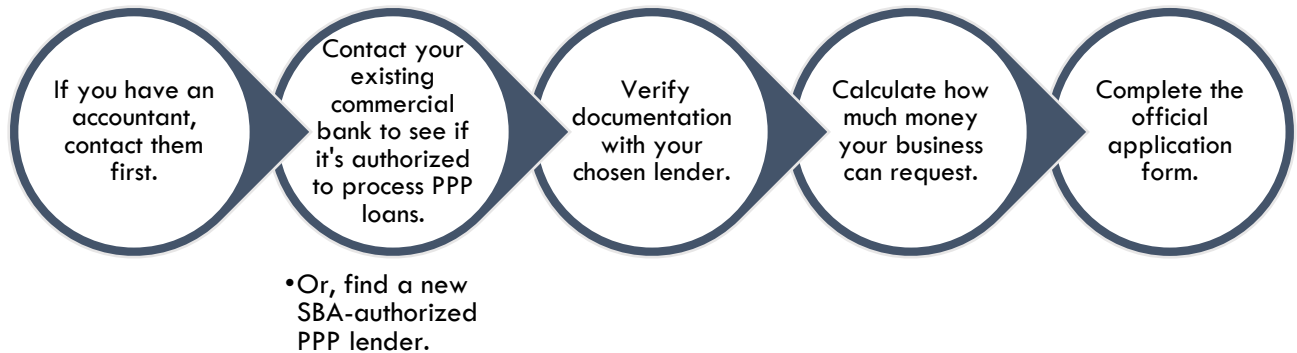 If you have an
accountant,
contact them
first.
Contact your
existing
commercial
bank to see if
it's authorized
to process PPP
loans.
•Or, find a new
SBA-authorized
PPP lender.
Verify
documentation
with your
chosen lender.
Calculate how
much money
your business
can request.
Complete the
official
application
form.